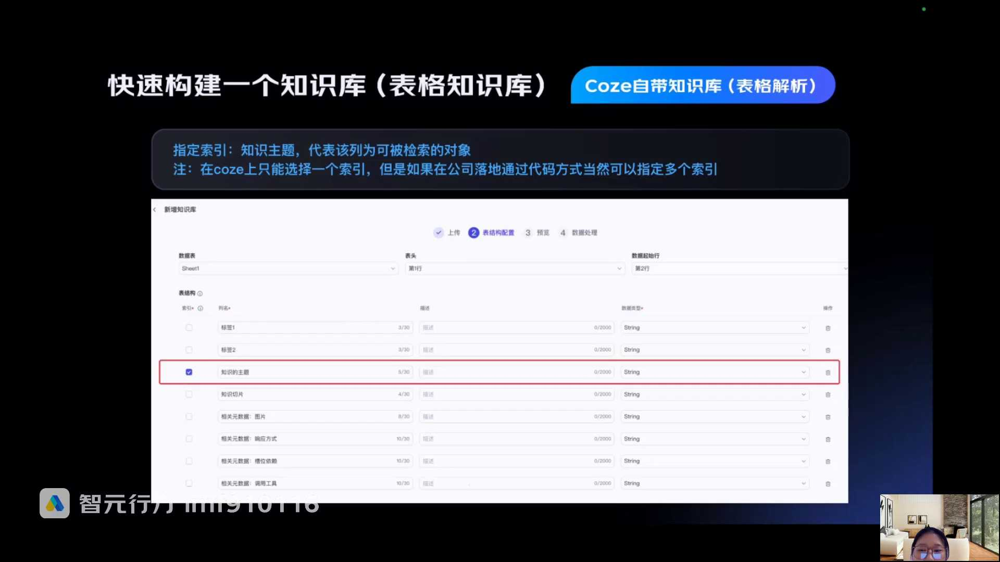 快速构建一个知识库（表格知识库）
Coze自带知识库（表格解析）
指定索引：知识主题，代表该列为可被检索的对象
注：在coze上只能选择一个索引，但是如果在公司落地通过代码方式当然可以指定多个索引
新增知识库
上传 2 表结构配置 3 预览 4 数据处理
数据表 表头 数据起始行
Sheet1 第1行 第2行
表结构
索引* 列名* 描述 数据类型* 操作
标签1 3/30 描述 0/2000 String
标签2 3/30 描述 0/2000 String
知识的主题 5/30 描述 0/2000 String
知识切片 4/30 描述 0/2000 String
相关元数据：图片 8/30 描述 0/2000 String
相关元数据：响应方式 10/30 描述 0/2000 String
相关元数据：槽位依赖 10/30 描述 0/2000 String
相关元数据：调用工具 10/30 描述 0/2000 String
智元行